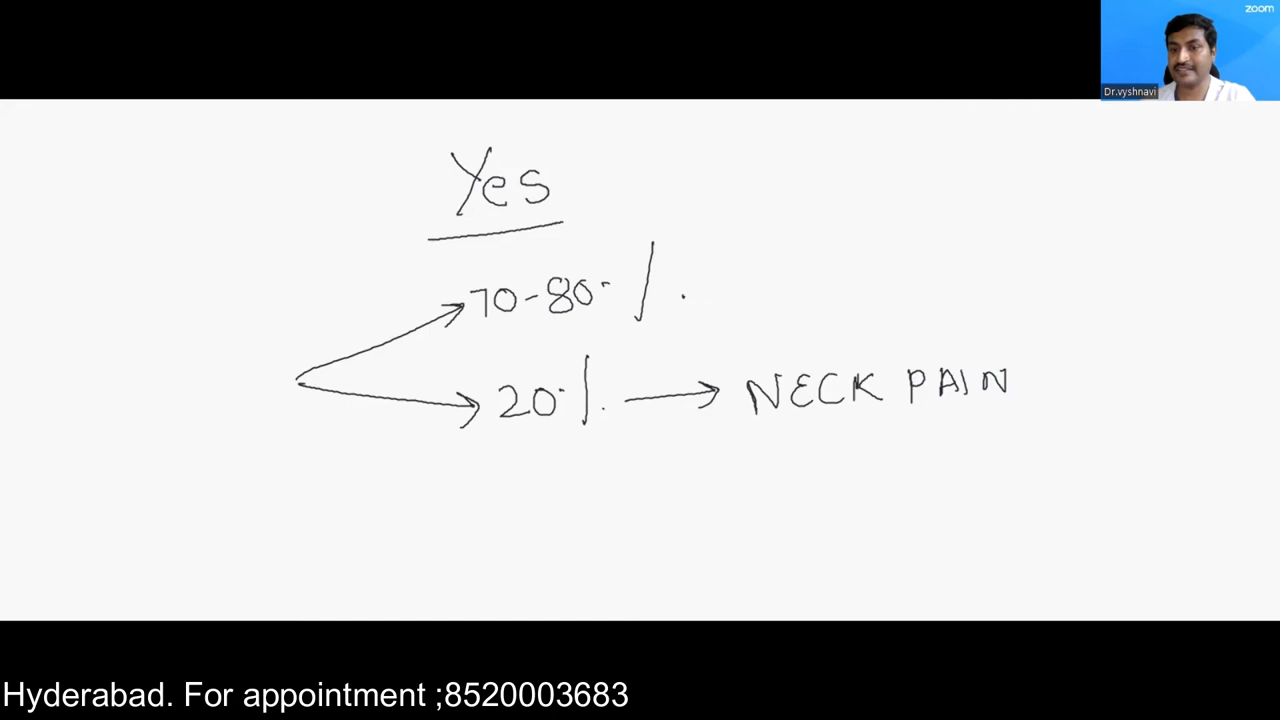 zoom
Dr.vyshnavi
Yes
70-80%.
20%. → NECK PAIN
Hyderabad. For appointment ;8520003683